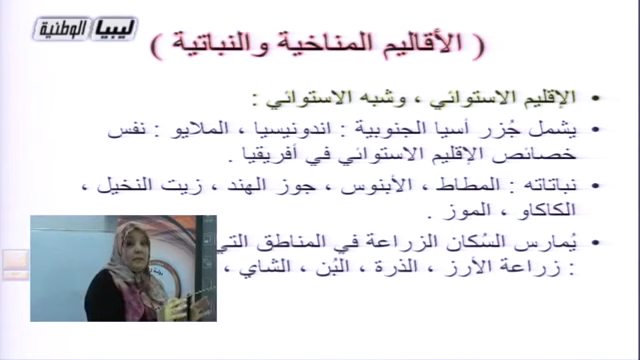 ليبيا الوطنية
( الأقاليم المناخية والنباتية )
• الإقليم الاستوائي ، وشبه الاستوائي :
• يشمل جُزر أسيا الجنوبية : اندونيسيا ، الملايو : نفس
خصائص الإقليم الاستوائي في أفريقيا .
• نباتاته : المطاط ، الأبنوس ، جوز الهند ، زيت النخيل ،
الكاكاو ، الموز .
• يُمارس السُكان الزراعة في المناطق التي
: زراعة الأرز ، الذرة ، البُن ، الشاي ،